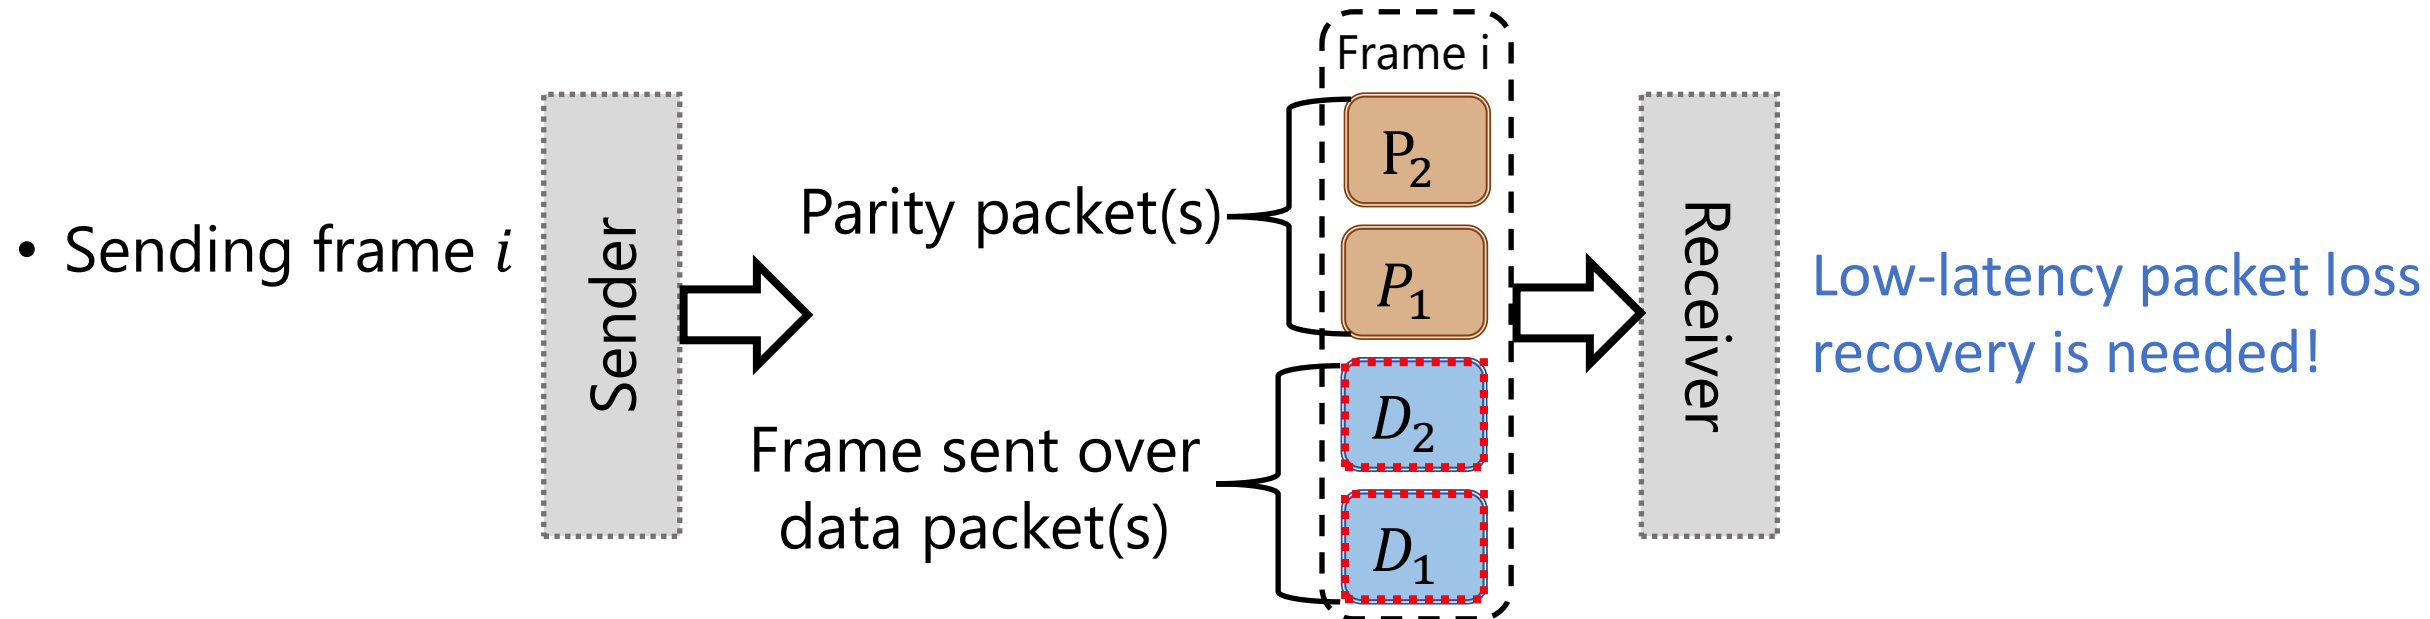 • Sending frame i
Sender
Parity packet(s)
Frame sent over
data packet(s)
Frame i
P₂
P₁
D₂
D₁
Receiver
Low-latency packet loss
recovery is needed!